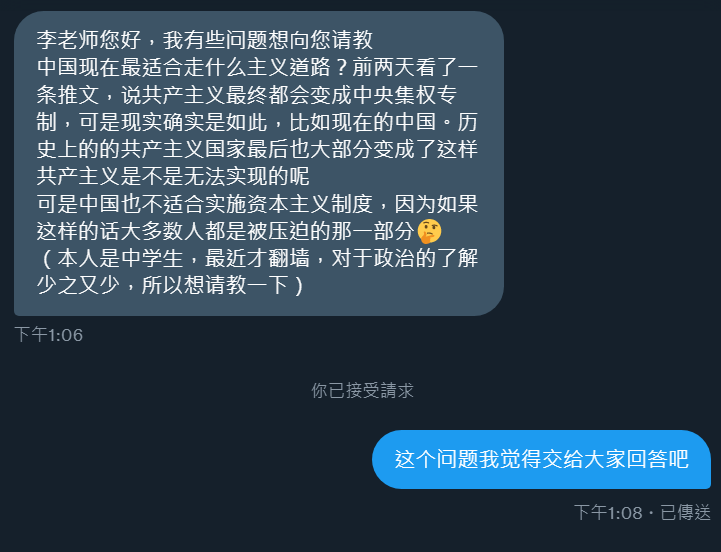 李老师您好，我有些问题想向您请教
中国现在最适合走什么主义道路？前两天看了一
条推文，说共产主义最终都会变成中央集权专
制，可是现实确实是如此，比如现在的中国。历
史上的的共产主义国家最后也大部分变成了这样
共产主义是不是无法实现的呢
可是中国也不适合实施资本主义制度，因为如果
这样的话大多数人都是被压迫的那一部分🤔
（本人是中学生，最近才翻墙，对于政治的了解
少之又少，所以想请教一下）
下午1:06
你已接受請求
这个问题我觉得交给大家回答吧
下午1:08 · 已傳送